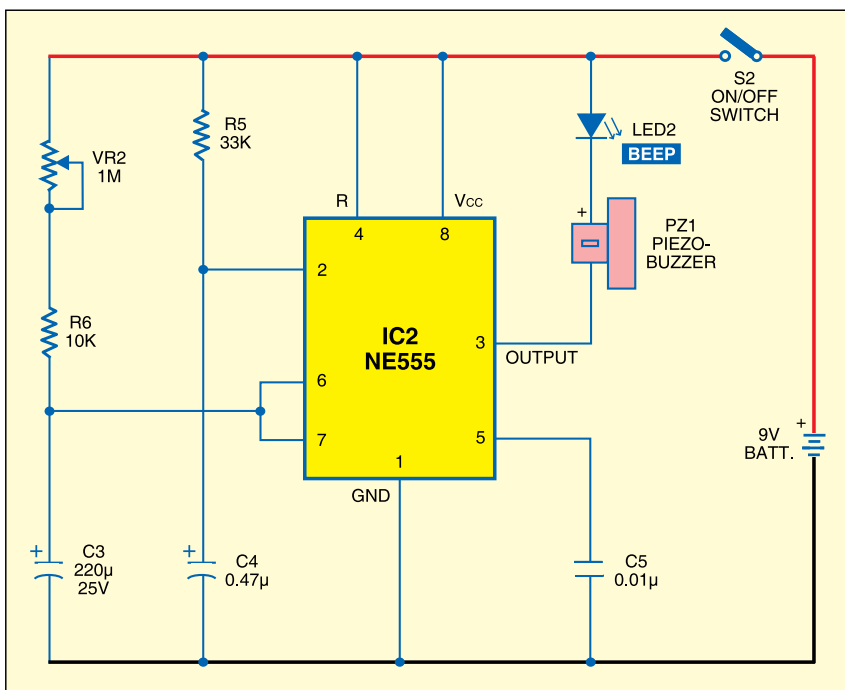 S2
ON/OFF
SWITCH
R5
33K
LED2
BEEP
VR2
1M
R
VCC
4
8
+
PZ1
PIEZO-
BUZZER
2
R6
10K
IC2
NE555
3
OUTPUT
6
7
5
1
GND
+
9V
BATT.
+
C3
220µ
25V
+
C4
0.47µ
C5
0.01µ